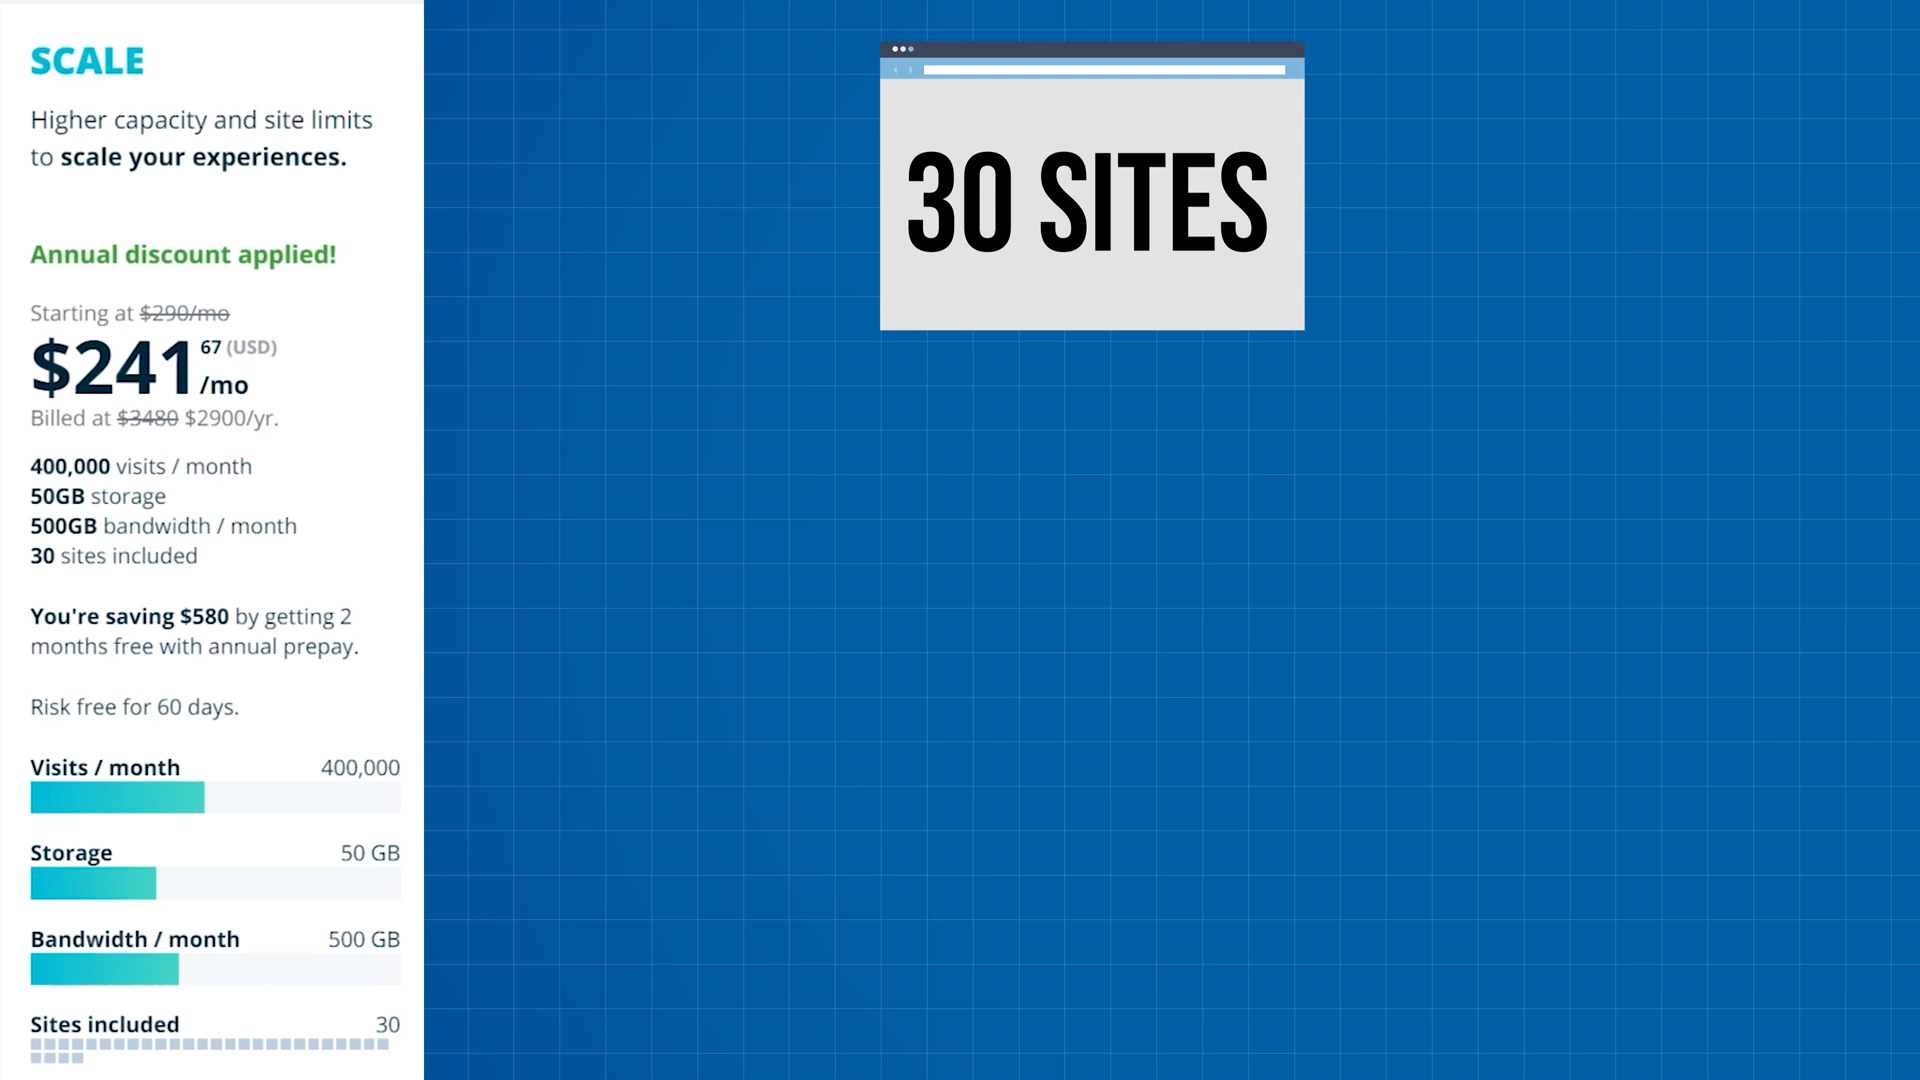 SCALE
Higher capacity and site limits
to scale your experiences.
Annual discount applied!
Starting at $290/mo
$241 67 (USD)
/mo
Billed at $3480 $2900/yr.
400,000 visits / month
50GB storage
500GB bandwidth / month
30 sites included
You're saving $580 by getting 2
months free with annual prepay.
Risk free for 60 days.
Visits / month 400,000
Storage 50 GB
Bandwidth / month 500 GB
Sites included 30
30 SITES